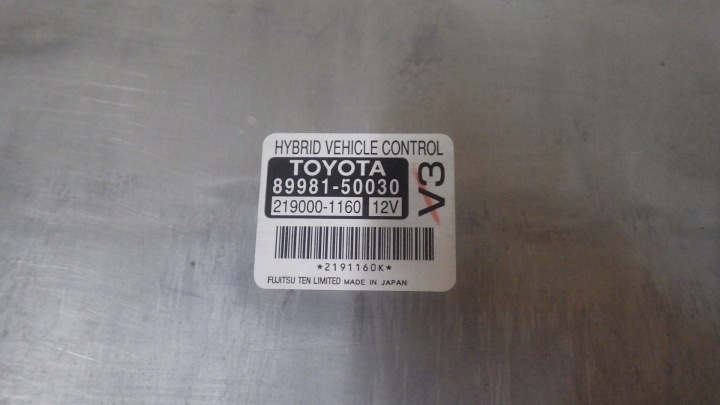 HYBRID VEHICLE CONTROL
TOYOTA
89981-50030
219000-1160 12V
V3
*2191160K*
FUJITSU TEN LIMITED MADE IN JAPAN